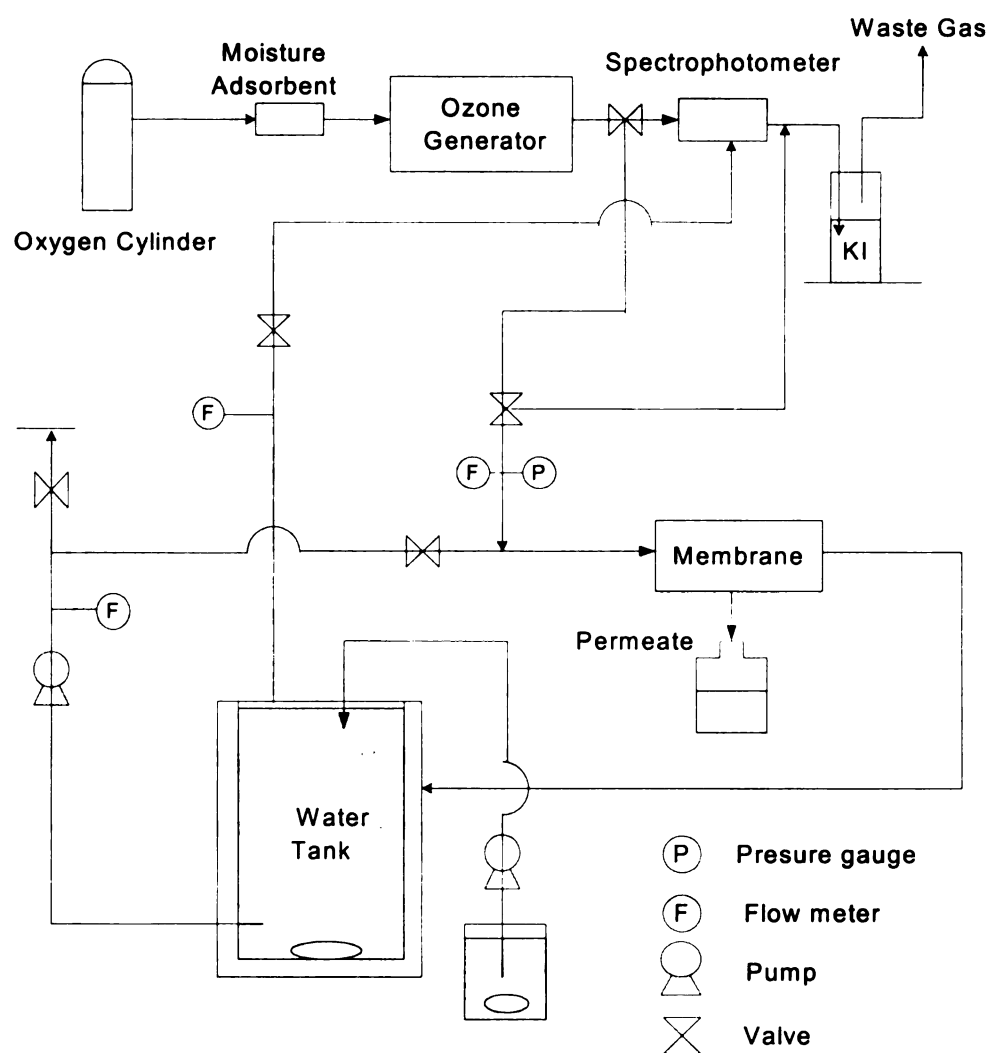 Waste Gas
Moisture
Adsorbent
Spectrophotometer
Ozone
Generator
Oxygen Cylinder
KI
F
F
P
Membrane
F
Permeate
Water
Tank
P Presure gauge
F Flow meter
Pump
Valve